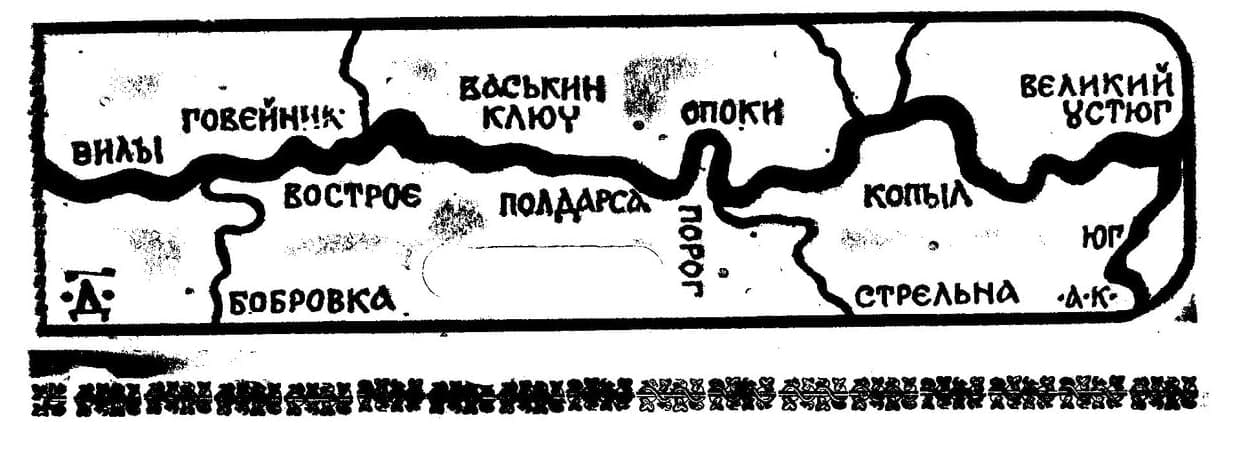 ВИЛЫ
ГОВЕЙНИК
ВАСЬКИН
КЛЮЧ
ОПОКИ
ВЕЛИКИЙ
УСТЮГ
ВОСТРОЕ
ПОЛДАРСА
ПОРОГ
КОПЫЛ
ЮГ
·Д·
БОБРОВКА
СТРЕЛЬНА
·А·К·